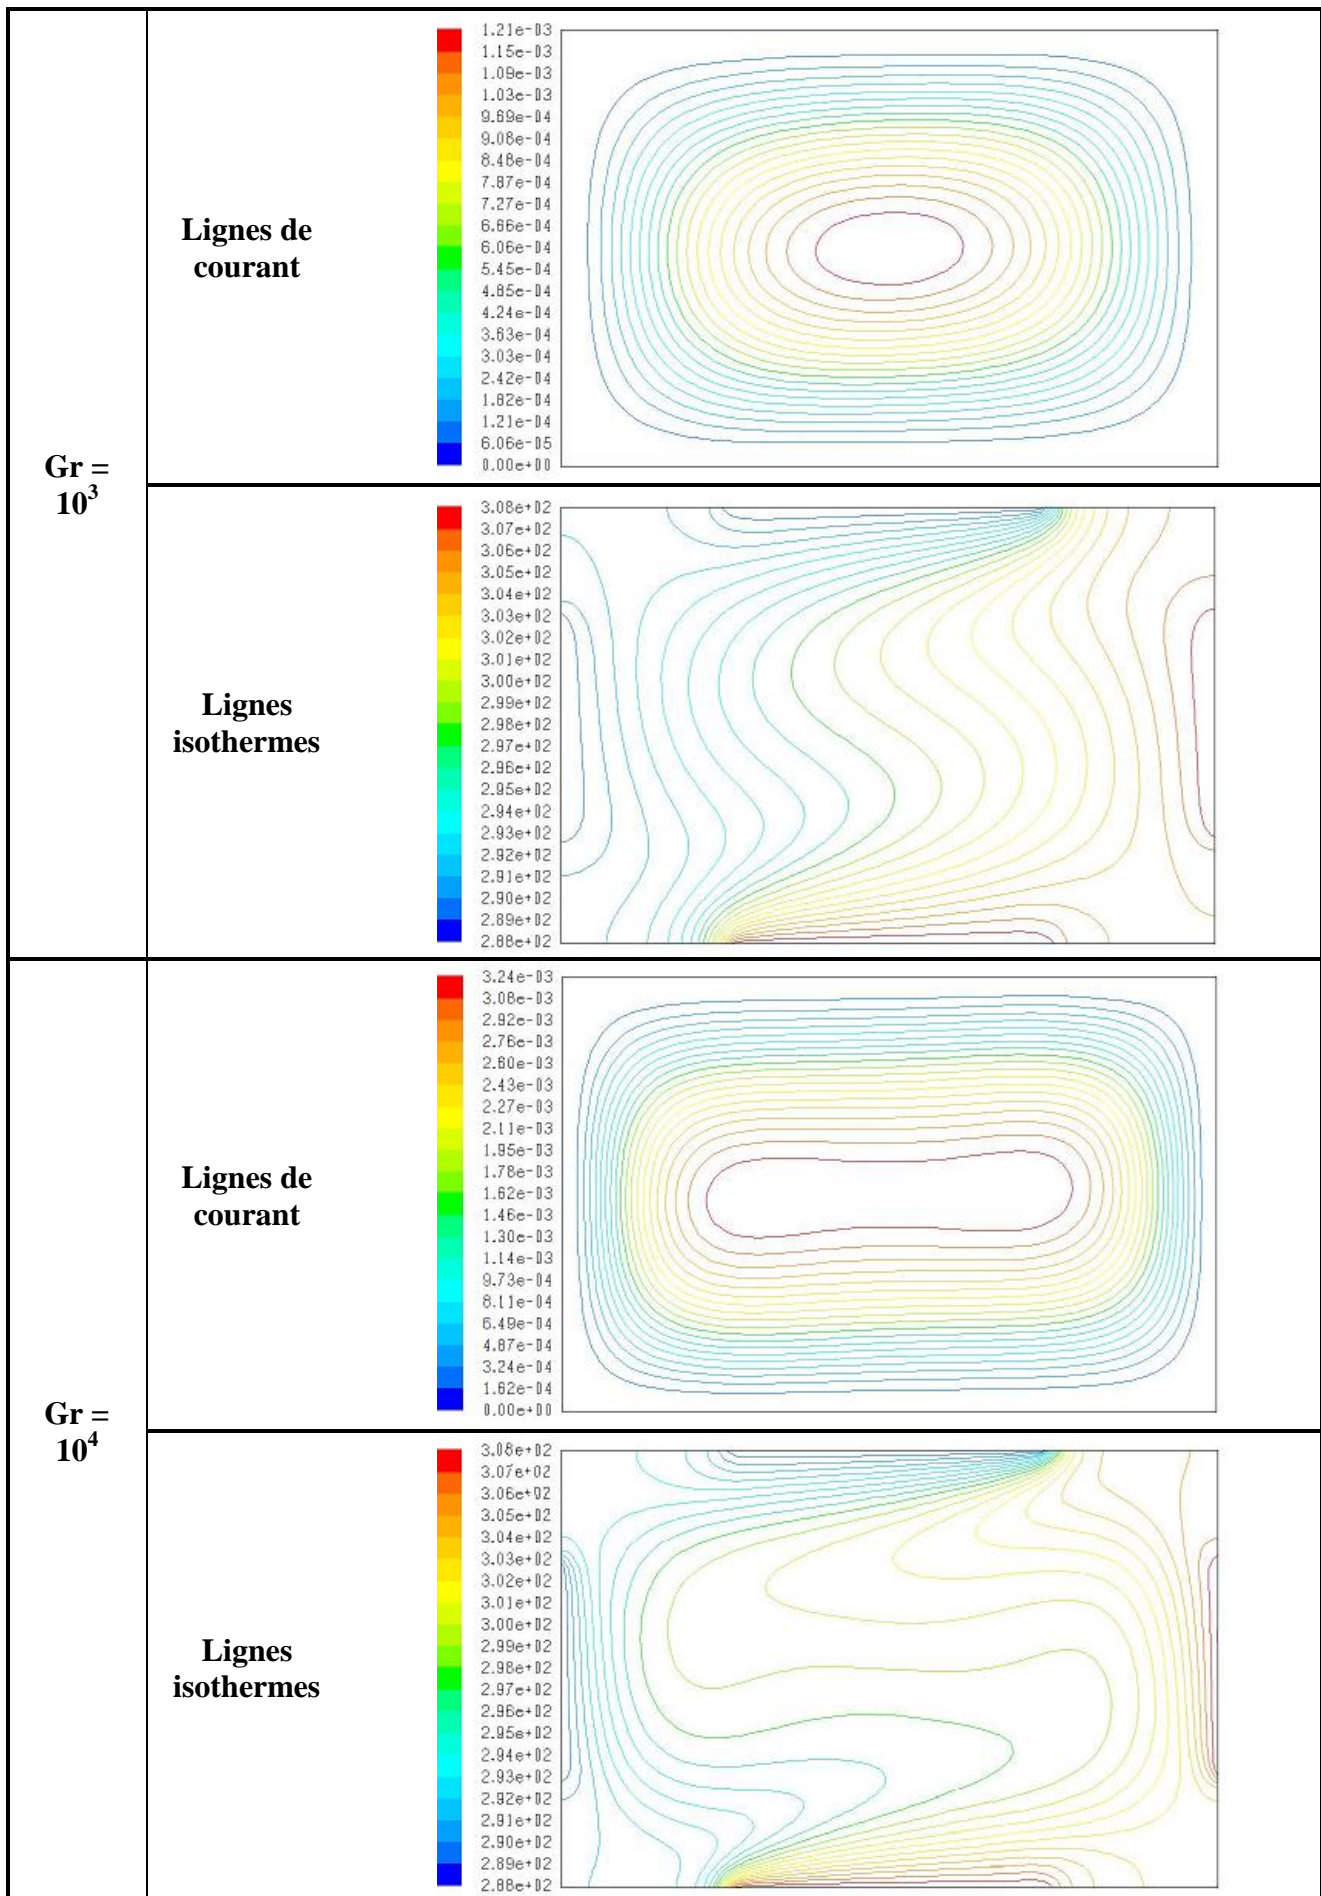 Gr =
10³
Lignes de
courant
1.21e-03
1.15e-03
1.09e-03
1.03e-03
9.69e-04
9.08e-04
8.48e-04
7.87e-04
7.27e-04
6.66e-04
6.06e-04
5.45e-04
4.85e-04
4.24e-04
3.63e-04
3.03e-04
2.42e-04
1.82e-04
1.21e-04
6.06e-05
0.00e+00
Lignes
isothermes
3.08e+02
3.07e+02
3.06e+02
3.05e+02
3.04e+02
3.03e+02
3.02e+02
3.01e+02
3.00e+02
2.99e+02
2.98e+02
2.97e+02
2.96e+02
2.95e+02
2.94e+02
2.93e+02
2.92e+02
2.91e+02
2.90e+02
2.89e+02
2.88e+02
Gr =
10⁴
Lignes de
courant
3.24e-03
3.08e-03
2.92e-03
2.76e-03
2.60e-03
2.43e-03
2.27e-03
2.11e-03
1.95e-03
1.78e-03
1.62e-03
1.46e-03
1.30e-03
1.14e-03
9.73e-04
8.11e-04
6.49e-04
4.87e-04
3.24e-04
1.62e-04
0.00e+00
Lignes
isothermes
3.08e+02
3.07e+02
3.06e+02
3.05e+02
3.04e+02
3.03e+02
3.02e+02
3.01e+02
3.00e+02
2.99e+02
2.98e+02
2.97e+02
2.96e+02
2.95e+02
2.94e+02
2.93e+02
2.92e+02
2.91e+02
2.90e+02
2.89e+02
2.88e+02